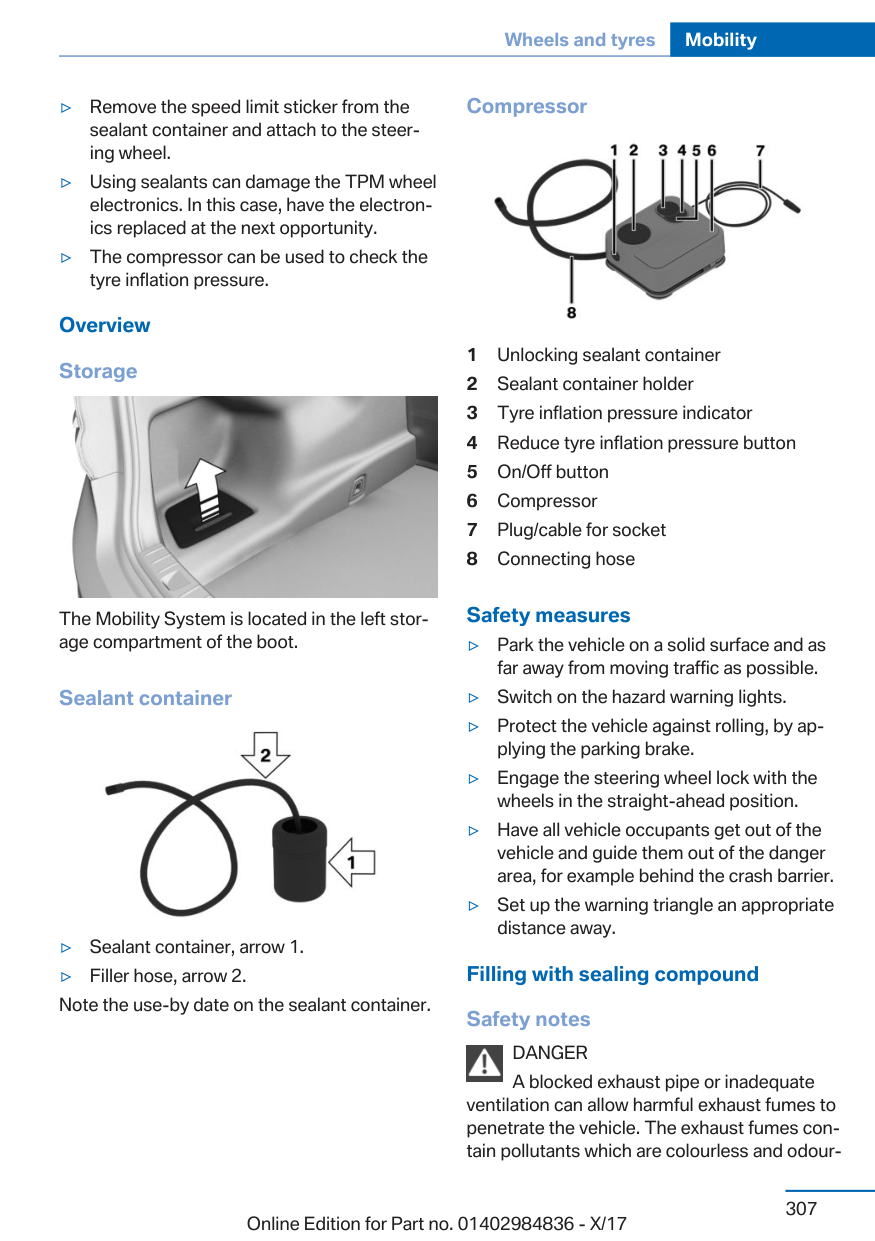 Wheels and tyres Mobility
▷ Remove the speed limit sticker from the
sealant container and attach to the steer-
ing wheel.
▷ Using sealants can damage the TPM wheel
electronics. In this case, have the electron-
ics replaced at the next opportunity.
▷ The compressor can be used to check the
tyre inflation pressure.
Overview
Storage
The Mobility System is located in the left stor-
age compartment of the boot.
Sealant container
2
1
▷ Sealant container, arrow 1.
▷ Filler hose, arrow 2.
Note the use-by date on the sealant container.
Compressor
1 2 3 4 5 6 7
8
1 Unlocking sealant container
2 Sealant container holder
3 Tyre inflation pressure indicator
4 Reduce tyre inflation pressure button
5 On/Off button
6 Compressor
7 Plug/cable for socket
8 Connecting hose
Safety measures
▷ Park the vehicle on a solid surface and as
far away from moving traffic as possible.
▷ Switch on the hazard warning lights.
▷ Protect the vehicle against rolling, by ap-
plying the parking brake.
▷ Engage the steering wheel lock with the
wheels in the straight-ahead position.
▷ Have all vehicle occupants get out of the
vehicle and guide them out of the danger
area, for example behind the crash barrier.
▷ Set up the warning triangle an appropriate
distance away.
Filling with sealing compound
Safety notes
DANGER
A blocked exhaust pipe or inadequate
ventilation can allow harmful exhaust fumes to
penetrate the vehicle. The exhaust fumes con-
tain pollutants which are colourless and odour-
307
Online Edition for Part no. 01402984836 - X/17